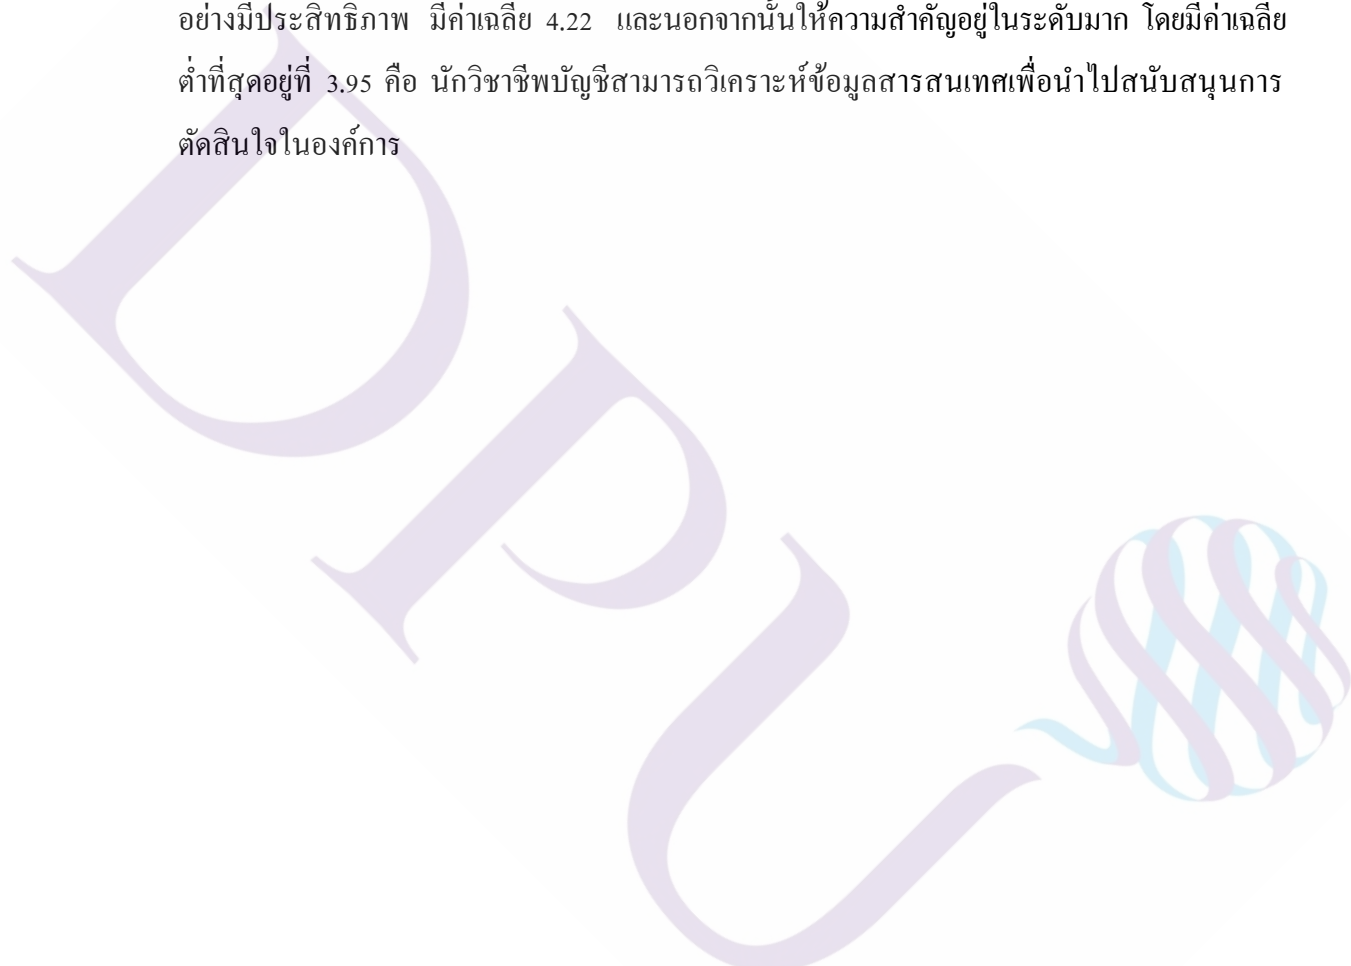 อย่างมีประสิทธิภาพ มีค่าเฉลี่ย 4.22 และนอกจากนั้นให้ความสำคัญอยู่ในระดับมาก โดยมีค่าเฉลี่ย
ต่ำที่สุดอยู่ที่ 3.95 คือ นักวิชาชีพบัญชีสามารถวิเคราะห์ข้อมูลสารสนเทศเพื่อนำไปสนับสนุนการ
ตัดสินใจในองค์การ
DPU